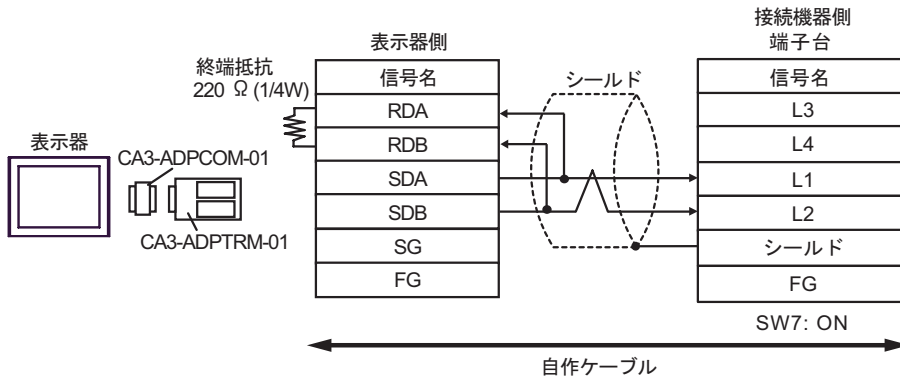 表示器
CA3-ADPCOM-01
CA3-ADPTRM-01
終端抵抗
220 Ω (1/4W)
表示器側
信号名
RDA
RDB
SDA
SDB
SG
FG
シールド
接続機器側
端子台
信号名
L3
L4
L1
L2
シールド
FG
SW7: ON
自作ケーブル